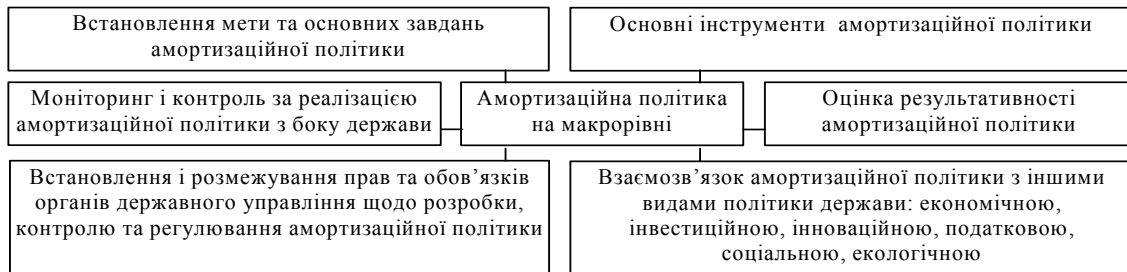 Встановлення мети та основних завдань
амортизаційної політики
Основні інструменти амортизаційної політики
Моніторинг і контроль за реалізацією
амортизаційної політики з боку держави
Амортизаційна політика
на макрорівні
Оцінка результативності
амортизаційної політики
Встановлення і розмежування прав та обов’язків
органів державного управління щодо розробки,
контролю та регулювання амортизаційної політики
Взаємозв’язок амортизаційної політики з іншими
видами політики держави: економічною,
інвестиційною, інноваційною, податковою,
соціальною, екологічною